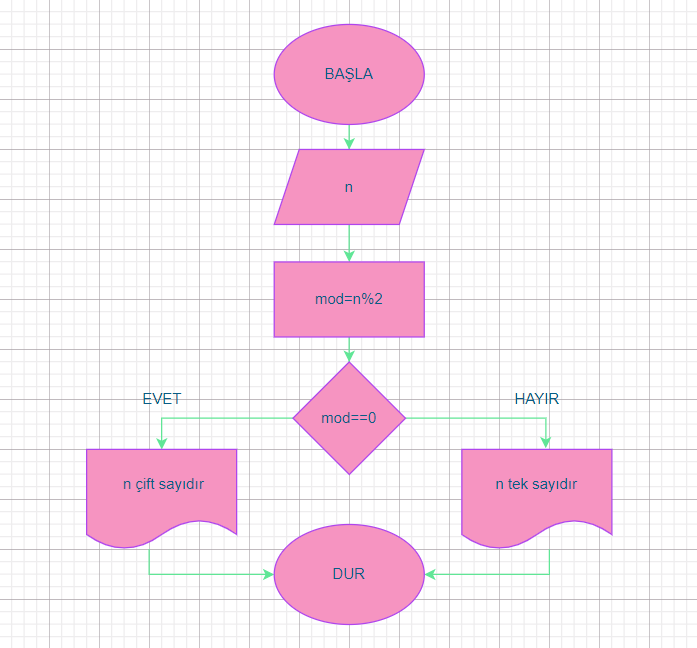 BAŞLA
n
mod=n%2
mod==0
EVET
HAYIR
n çift sayıdır
n tek sayıdır
DUR